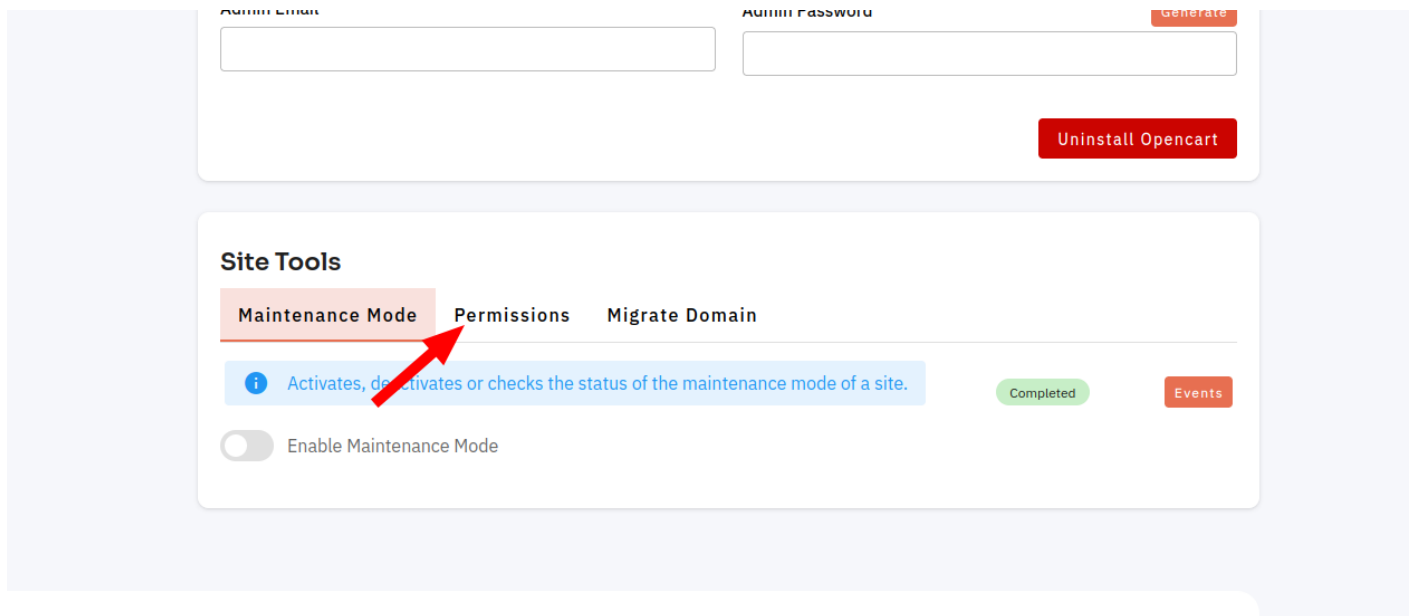 Admin Email
Admin Password
Generate
Uninstall Opencart
Site Tools
Maintenance Mode
Permissions
Migrate Domain
Activates, deactivates or checks the status of the maintenance mode of a site.
Completed
Events
Enable Maintenance Mode